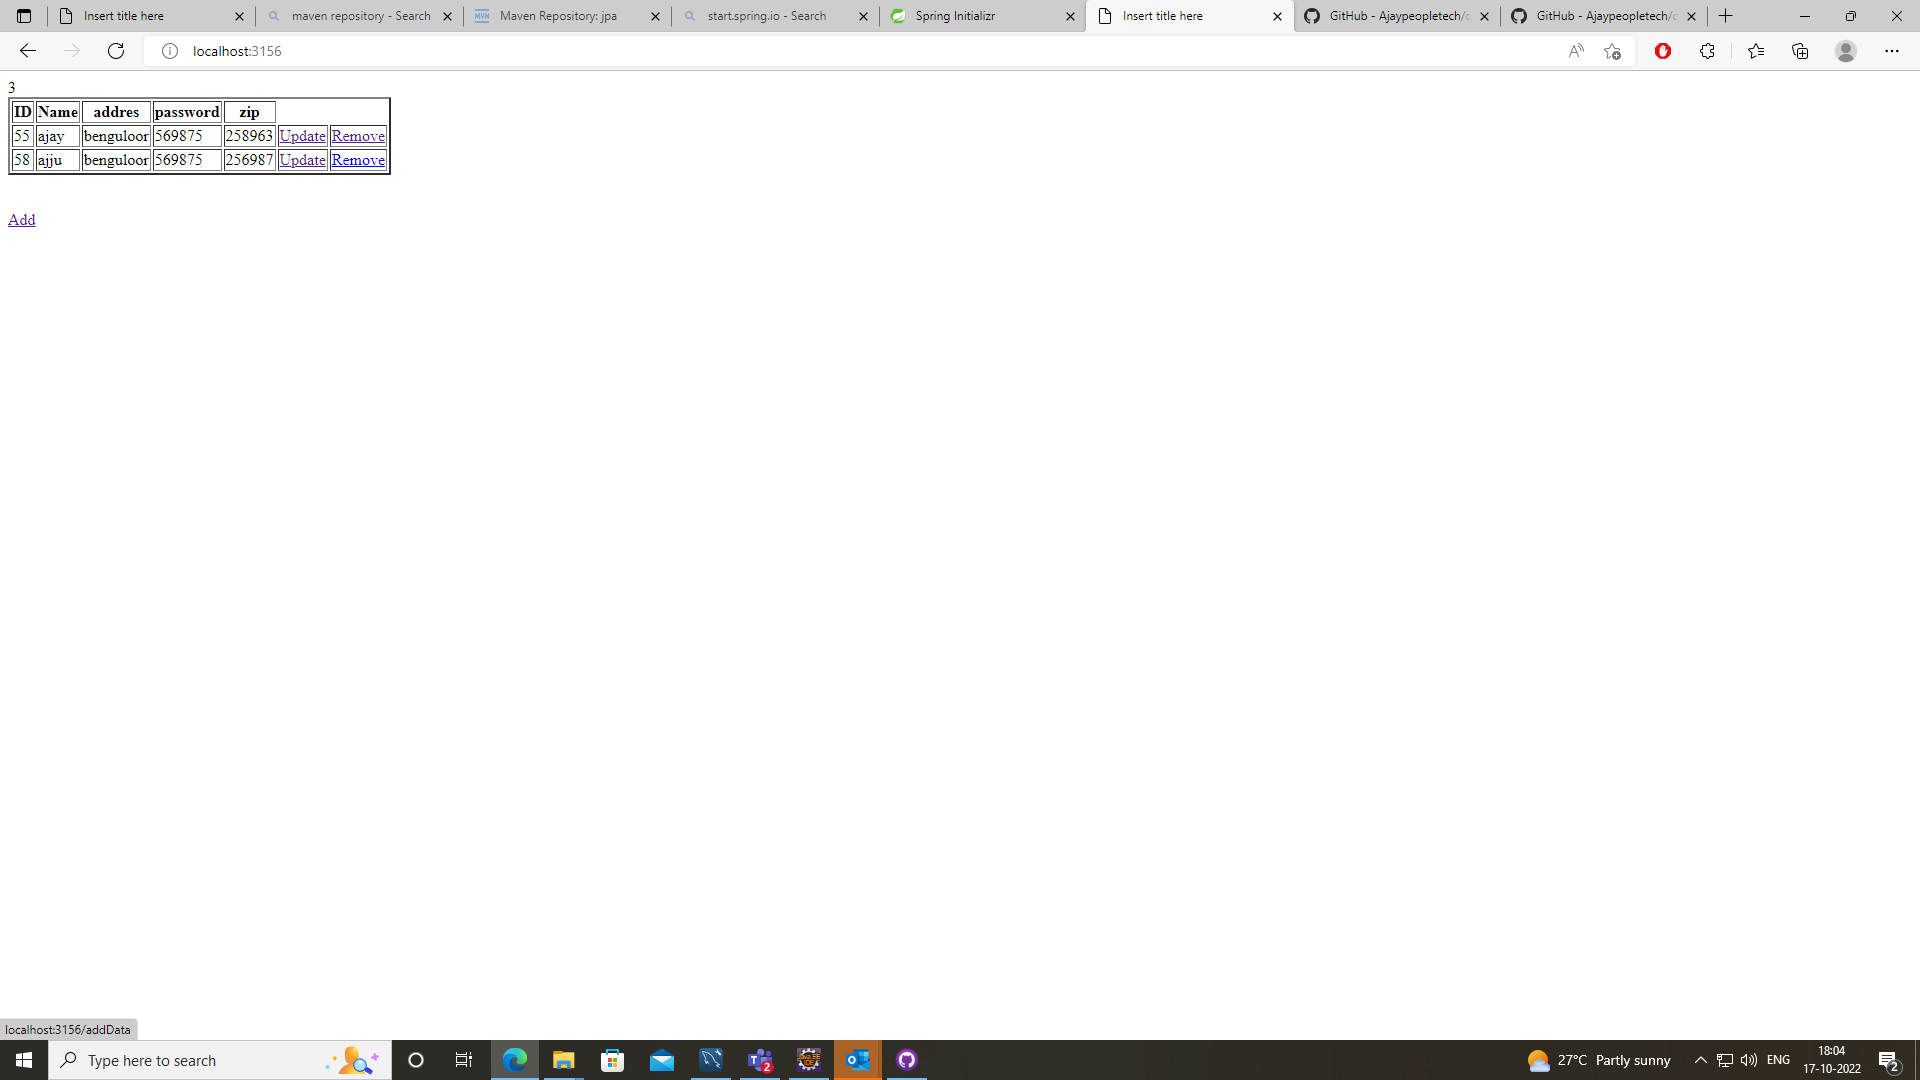 Insert title here
maven repository - Search
Maven Repository: jpa
start.spring.io - Search
Spring Initializr
Insert title here
GitHub - Ajaypeopletech/
GitHub - Ajaypeopletech/
localhost:3156
3
ID Name addres password zip
55 ajay benguloor 569875 258963 Update Remove
58 ajju benguloor 569875 256987 Update Remove
Add
localhost:3156/addData
Type here to search
27°C Partly sunny
ENG
18:04
17-10-2022
2
2